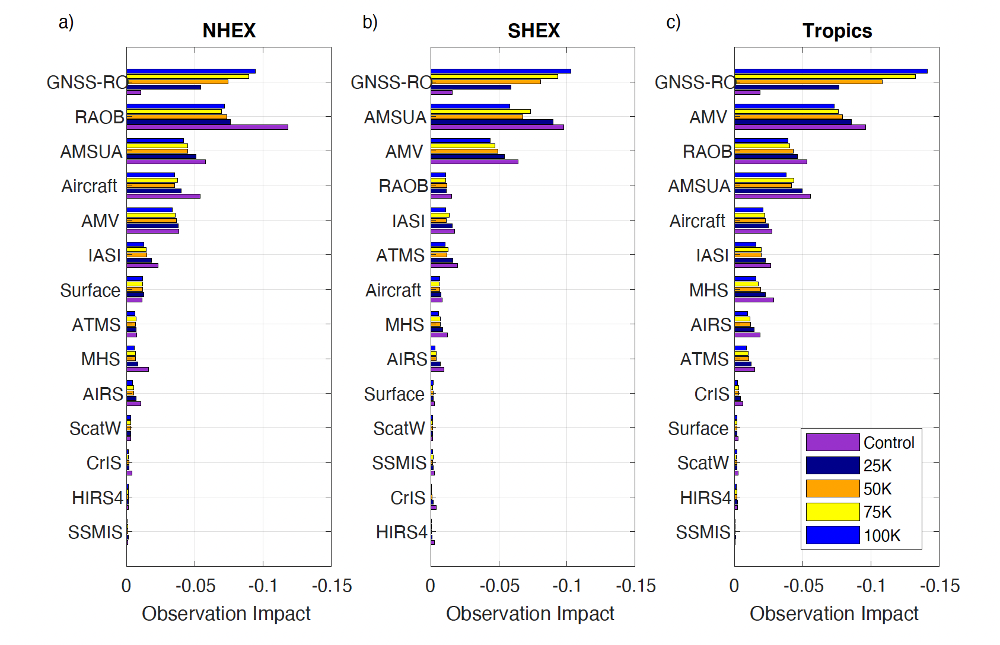 a)
NHEX
GNSS-RO
RAOB
AMSUA
Aircraft
AMV
IASI
Surface
ATMS
MHS
AIRS
ScatW
CrIS
HIRS4
SSMIS
0 -0.05 -0.1 -0.15
Observation Impact
b)
SHEX
GNSS-RO
AMSUA
AMV
RAOB
IASI
ATMS
Aircraft
MHS
AIRS
Surface
ScatW
SSMIS
CrIS
HIRS4
0 -0.05 -0.1 -0.15
Observation Impact
c)
Tropics
GNSS-RO
AMV
RAOB
AMSUA
Aircraft
IASI
MHS
AIRS
ATMS
CrIS
Surface
ScatW
HIRS4
SSMIS
Control
25K
50K
75K
100K
0 -0.05 -0.1 -0.15
Observation Impact